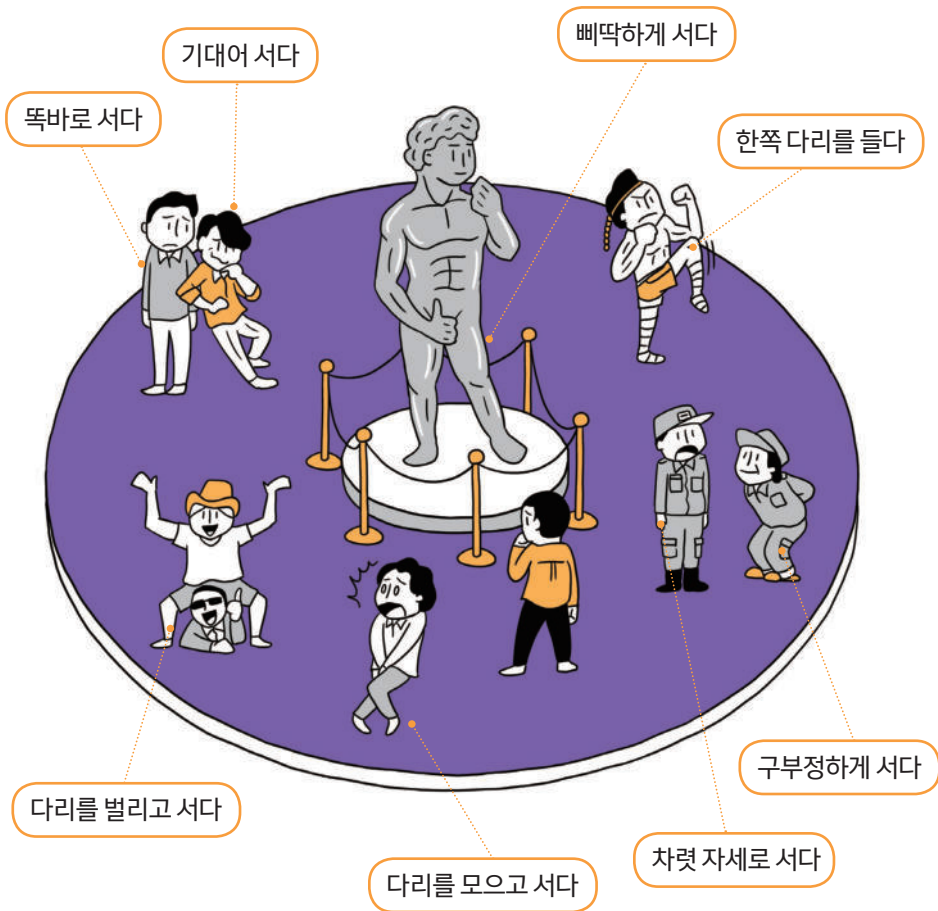 삐딱하게 서다
기대어 서다
똑바로 서다
한쪽 다리를 들다
구부정하게 서다
다리를 벌리고 서다
차렷 자세로 서다
다리를 모으고 서다